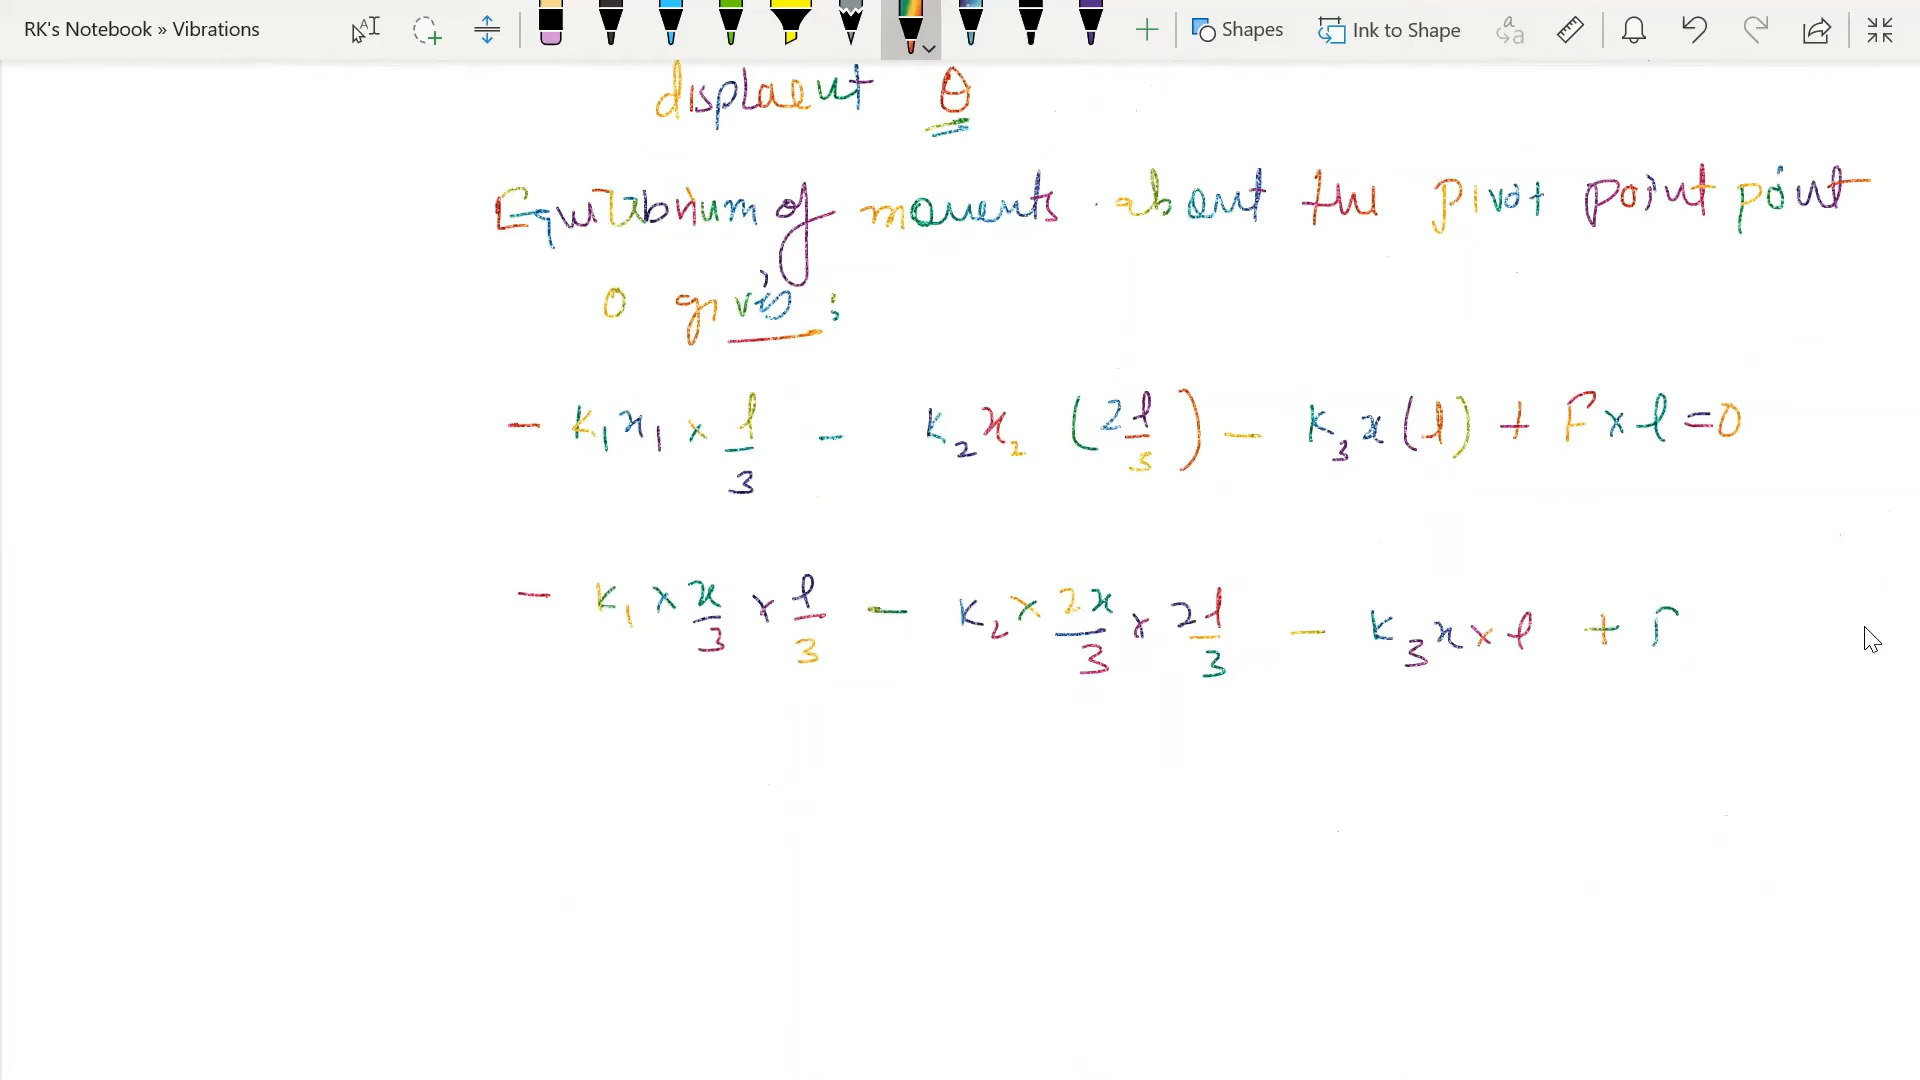 RK's Notebook » Vibrations
Shapes
Ink to Shape
displaent θ
Equilibrium of moments about the pivot point point
O gives :
- k₁x₁ × l/3 - k₂x₂ (2l/3) - k₃x(l) + F×l = 0
- k₁ × x/3 × l/3 - k₂ × 2x/3 × 2l/3 - k₃x×l + Γ